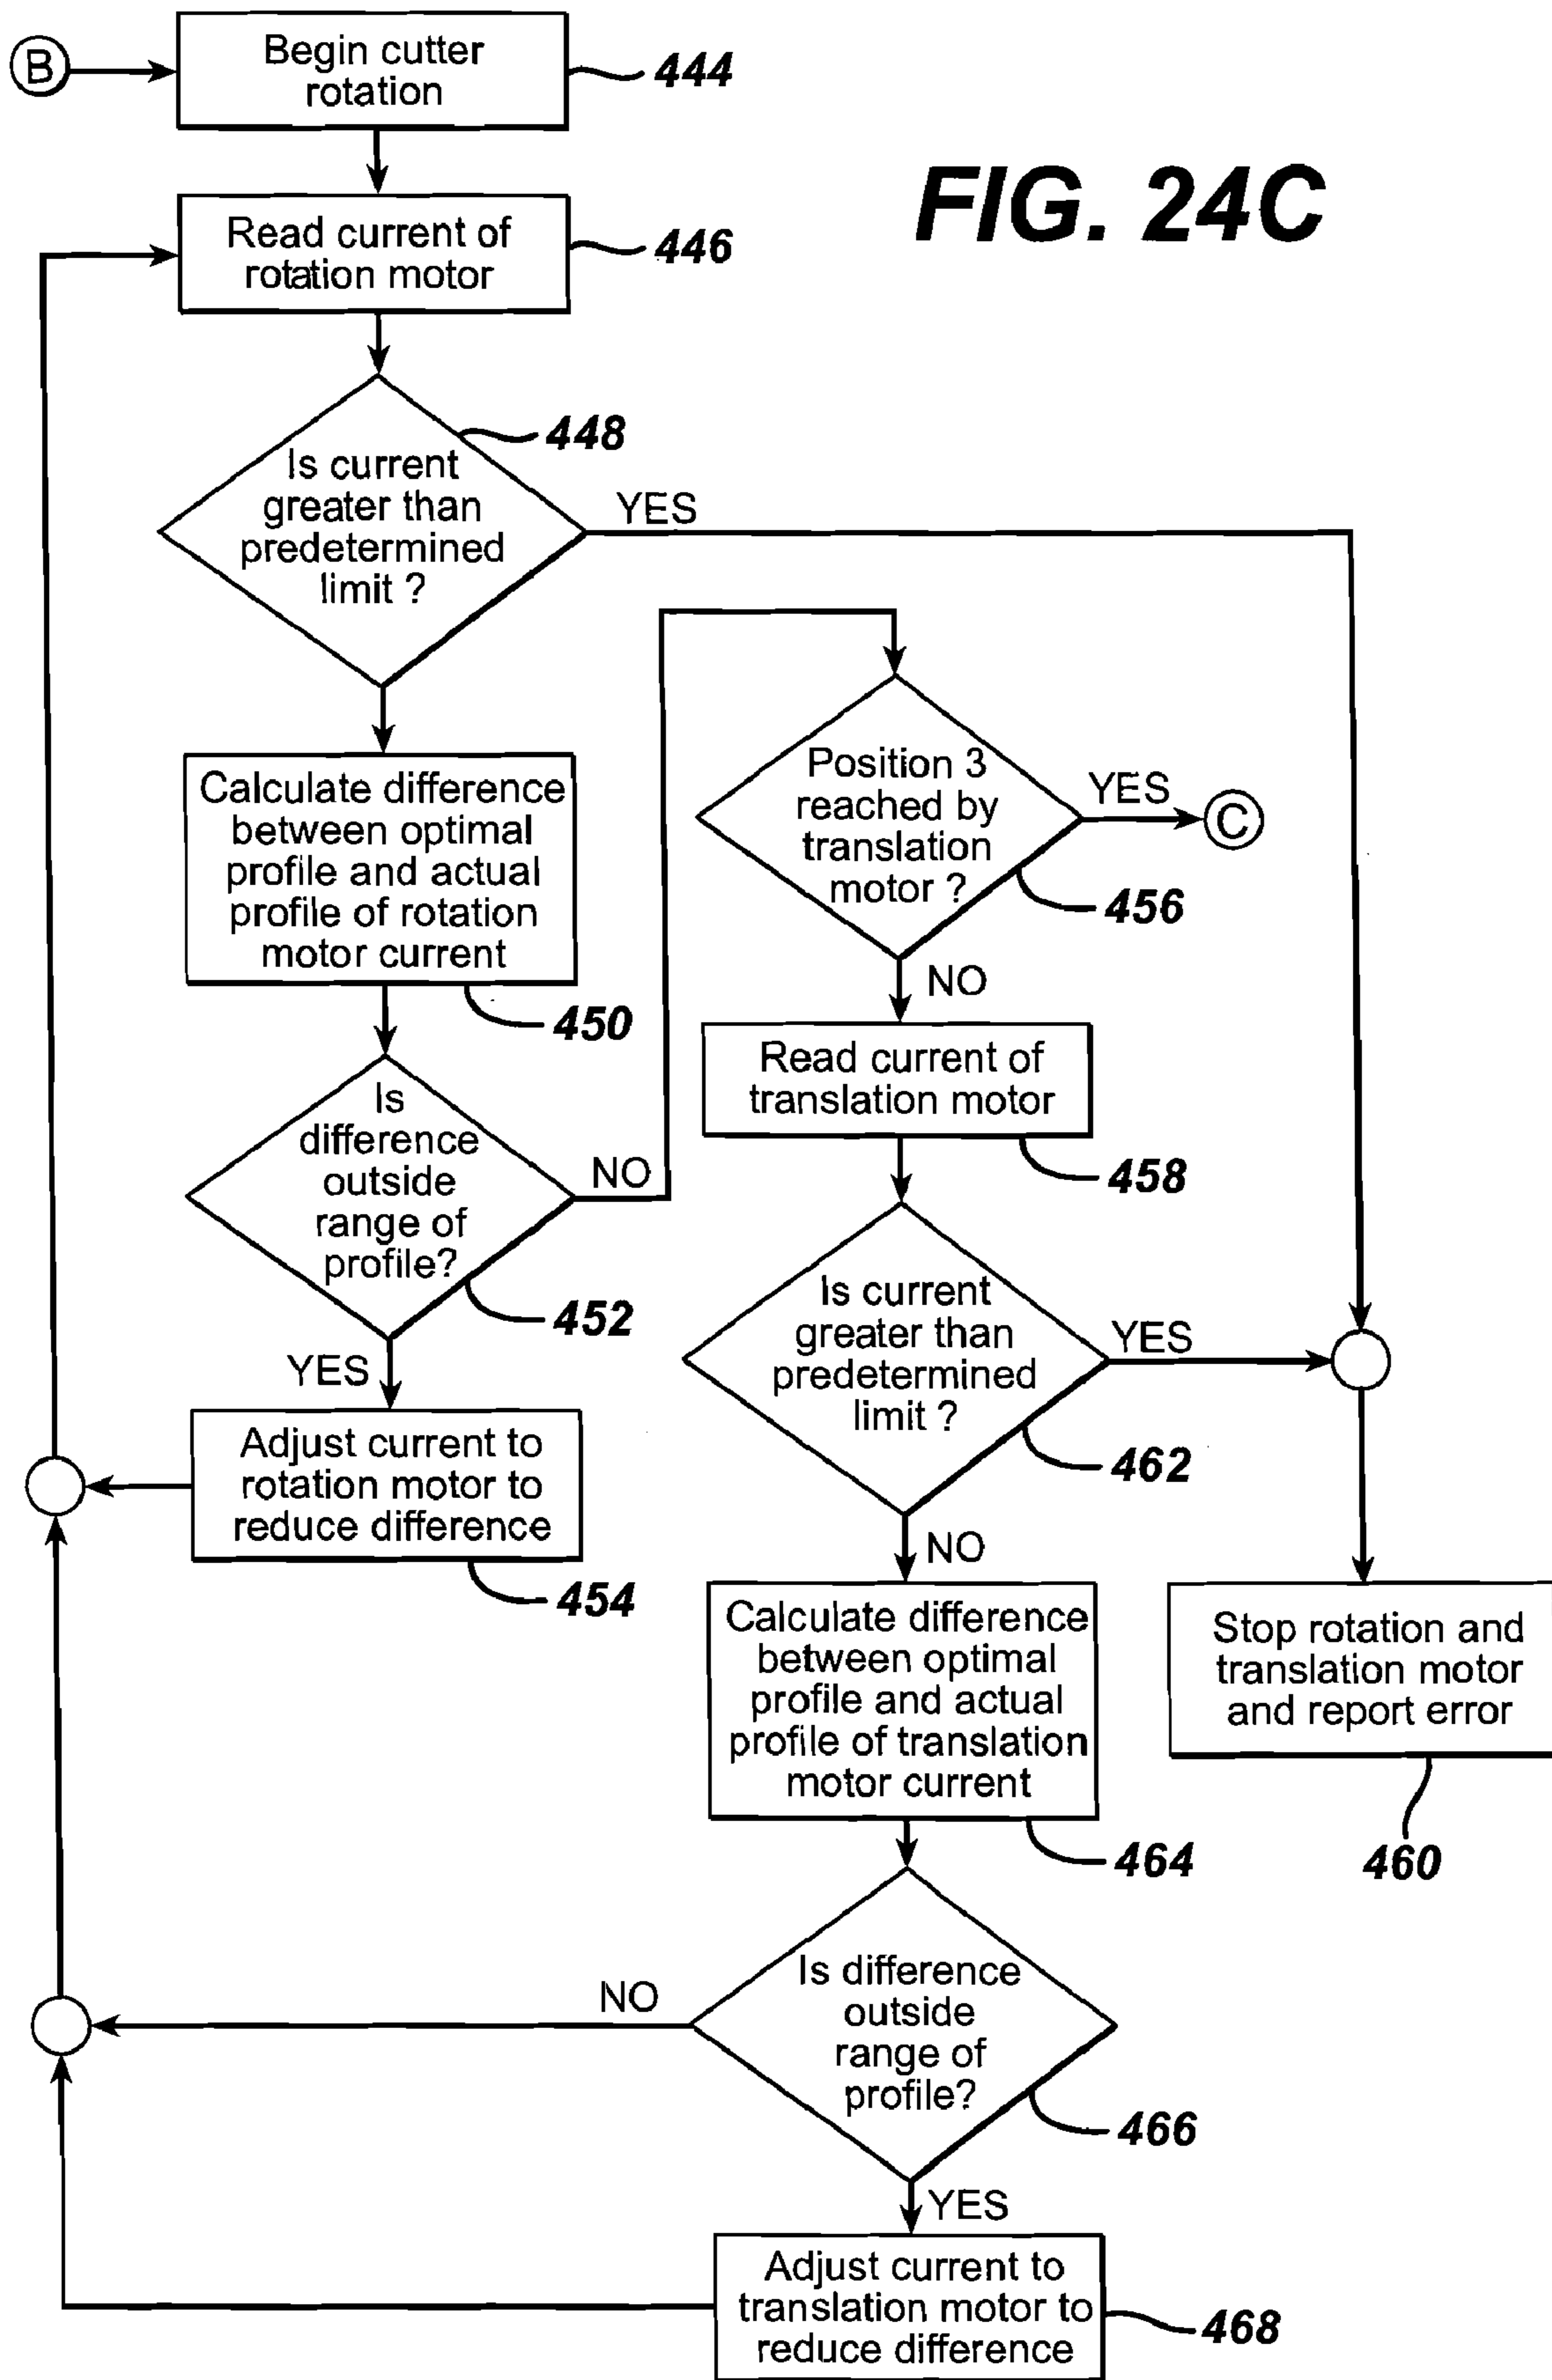 B
Begin cutter
rotation
444
FIG. 24C
Read current of
rotation motor
446
448
Is current
greater than
predetermined
limit ?
YES
Calculate difference
between optimal
profile and actual
profile of rotation
motor current
450
Is
difference
outside
range of
profile?
NO
452
YES
Adjust current to
rotation motor to
reduce difference
454
Position 3
reached by
translation
motor ?
YES
C
456
NO
Read current of
translation motor
458
Is current
greater than
predetermined
limit ?
YES
462
NO
Calculate difference
between optimal
profile and actual
profile of translation
motor current
464
Stop rotation and
translation motor
and report error
460
Is difference
outside
range of
profile?
NO
466
YES
Adjust current to
translation motor to
reduce difference
468